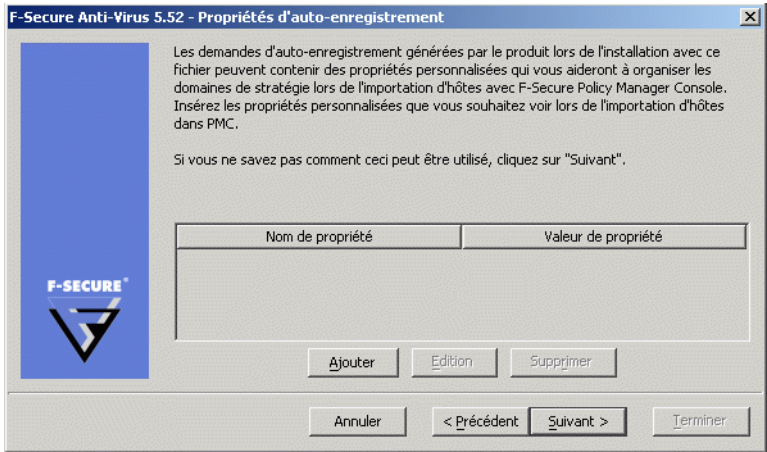 F-Secure Anti-Virus 5.52 - Propriétés d'auto-enregistrement
Les demandes d'auto-enregistrement générées par le produit lors de l'installation avec ce
fichier peuvent contenir des propriétés personnalisées qui vous aideront à organiser les
domaines de stratégie lors de l'importation d'hôtes avec F-Secure Policy Manager Console.
Insérez les propriétés personnalisées que vous souhaitez voir lors de l'importation d'hôtes
dans PMC.
Si vous ne savez pas comment ceci peut être utilisé, cliquez sur "Suivant".
Nom de propriété Valeur de propriété
F-SECURE®
Ajouter Edition Supprimer
Annuler < Précédent Suivant > Terminer